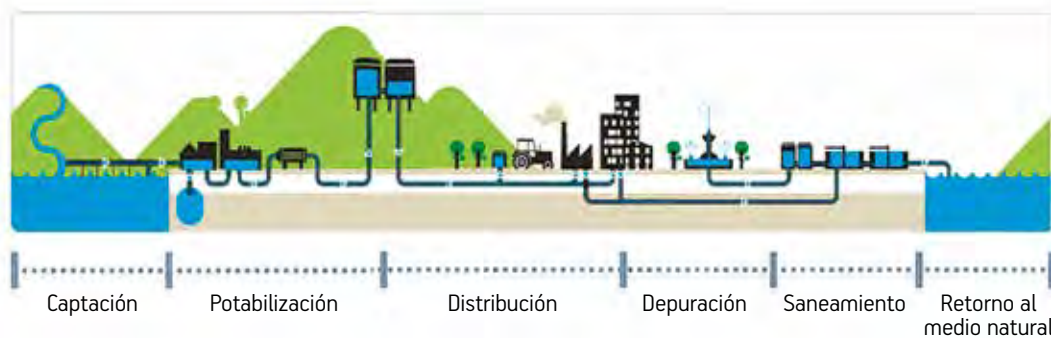 Captación
Potabilización
Distribución
Depuración
Saneamiento
Retorno al
medio natural